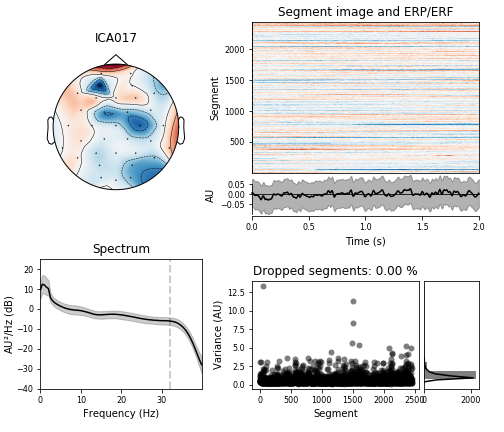 ICA017
Segment image and ERP/ERF
Segment
2000
1500
1000
500
AU
0.05
0.00
−0.05
0.0 0.5 1.0 1.5 2.0
Time (s)
Spectrum
AU²/Hz (dB)
20
10
0
−10
−20
−30
−40
0 10 20 30
Frequency (Hz)
Dropped segments: 0.00 %
Variance (AU)
12.5
10.0
7.5
5.0
2.5
0.0
0 500 1000 1500 2000 2500
Segment
0 2000